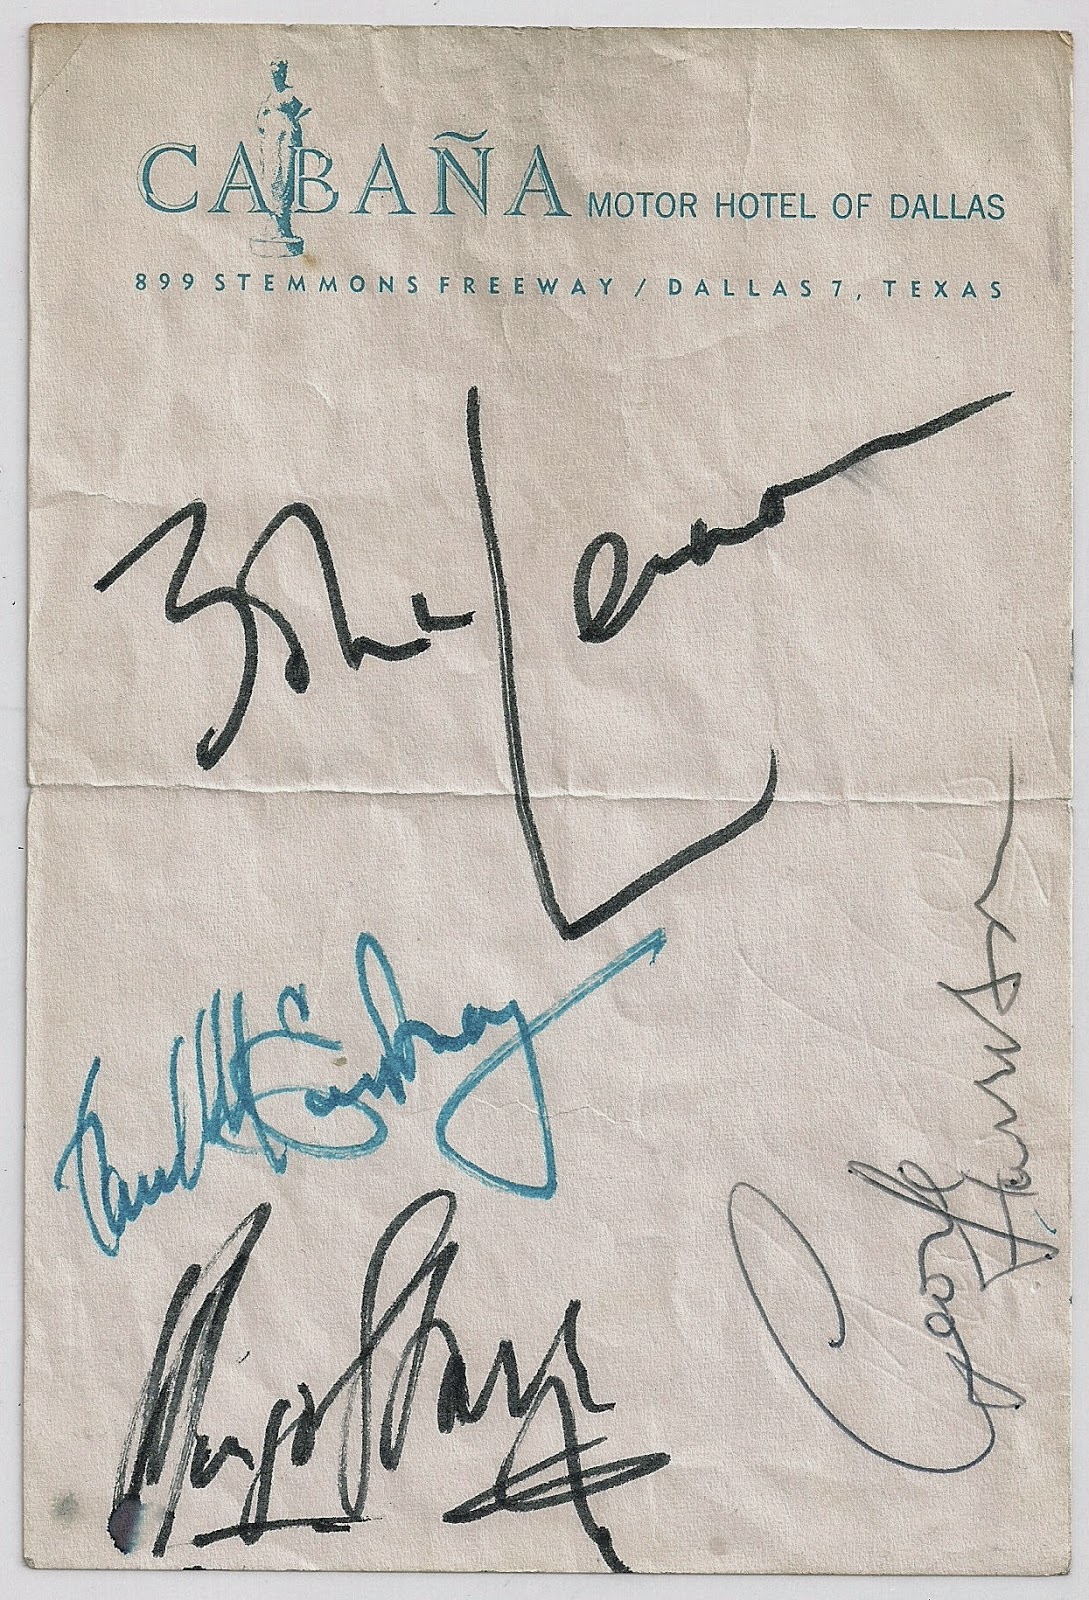 CABAÑA MOTOR HOTEL OF DALLAS
899 STEMMONS FREEWAY / DALLAS 7, TEXAS
John Lennon
Paul McCartney
George Harrison
Ringo Starr